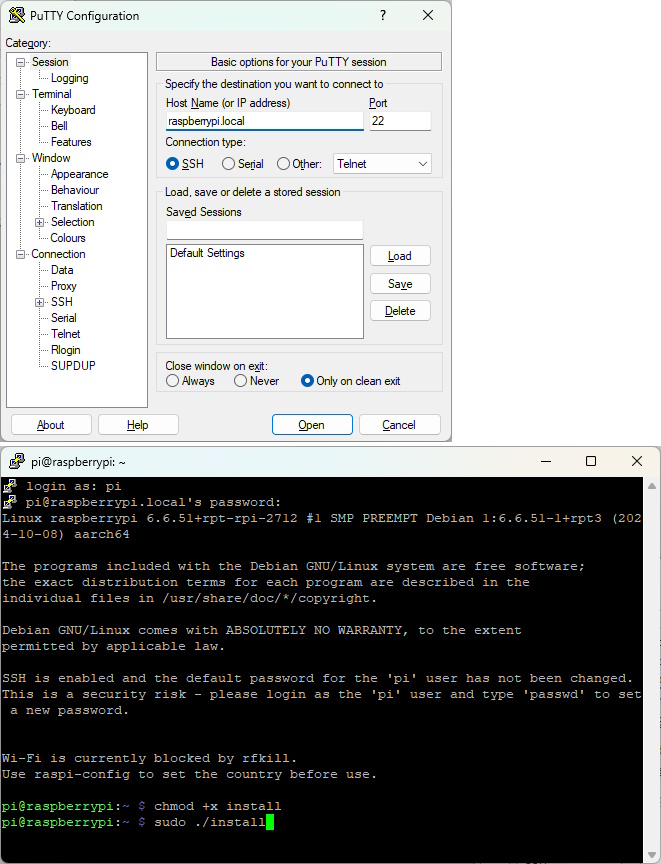 PuTTY Configuration
?
Category:
Session
Logging
Terminal
Keyboard
Bell
Features
Window
Appearance
Behaviour
Translation
Selection
Colours
Connection
Data
Proxy
SSH
Serial
Telnet
Rlogin
SUPDUP
Basic options for your PuTTY session
Specify the destination you want to connect to
Host Name (or IP address) Port
raspberrypi.local 22
Connection type:
SSH Serial Other: Telnet
Load, save or delete a stored session
Saved Sessions
Default Settings
Load
Save
Delete
Close window on exit:
Always Never Only on clean exit
About Help Open Cancel
pi@raspberrypi: ~
login as: pi
pi@raspberrypi.local's password:
Linux raspberrypi 6.6.51+rpt-rpi-2712 #1 SMP PREEMPT Debian 1:6.6.51-1+rpt3 (202
4-10-08) aarch64
The programs included with the Debian GNU/Linux system are free software;
the exact distribution terms for each program are described in the
individual files in /usr/share/doc/*/copyright.
Debian GNU/Linux comes with ABSOLUTELY NO WARRANTY, to the extent
permitted by applicable law.
SSH is enabled and the default password for the 'pi' user has not been changed.
This is a security risk - please login as the 'pi' user and type 'passwd' to set
a new password.
Wi-Fi is currently blocked by rfkill.
Use raspi-config to set the country before use.
pi@raspberrypi:~ $ chmod +x install
pi@raspberrypi:~ $ sudo ./install